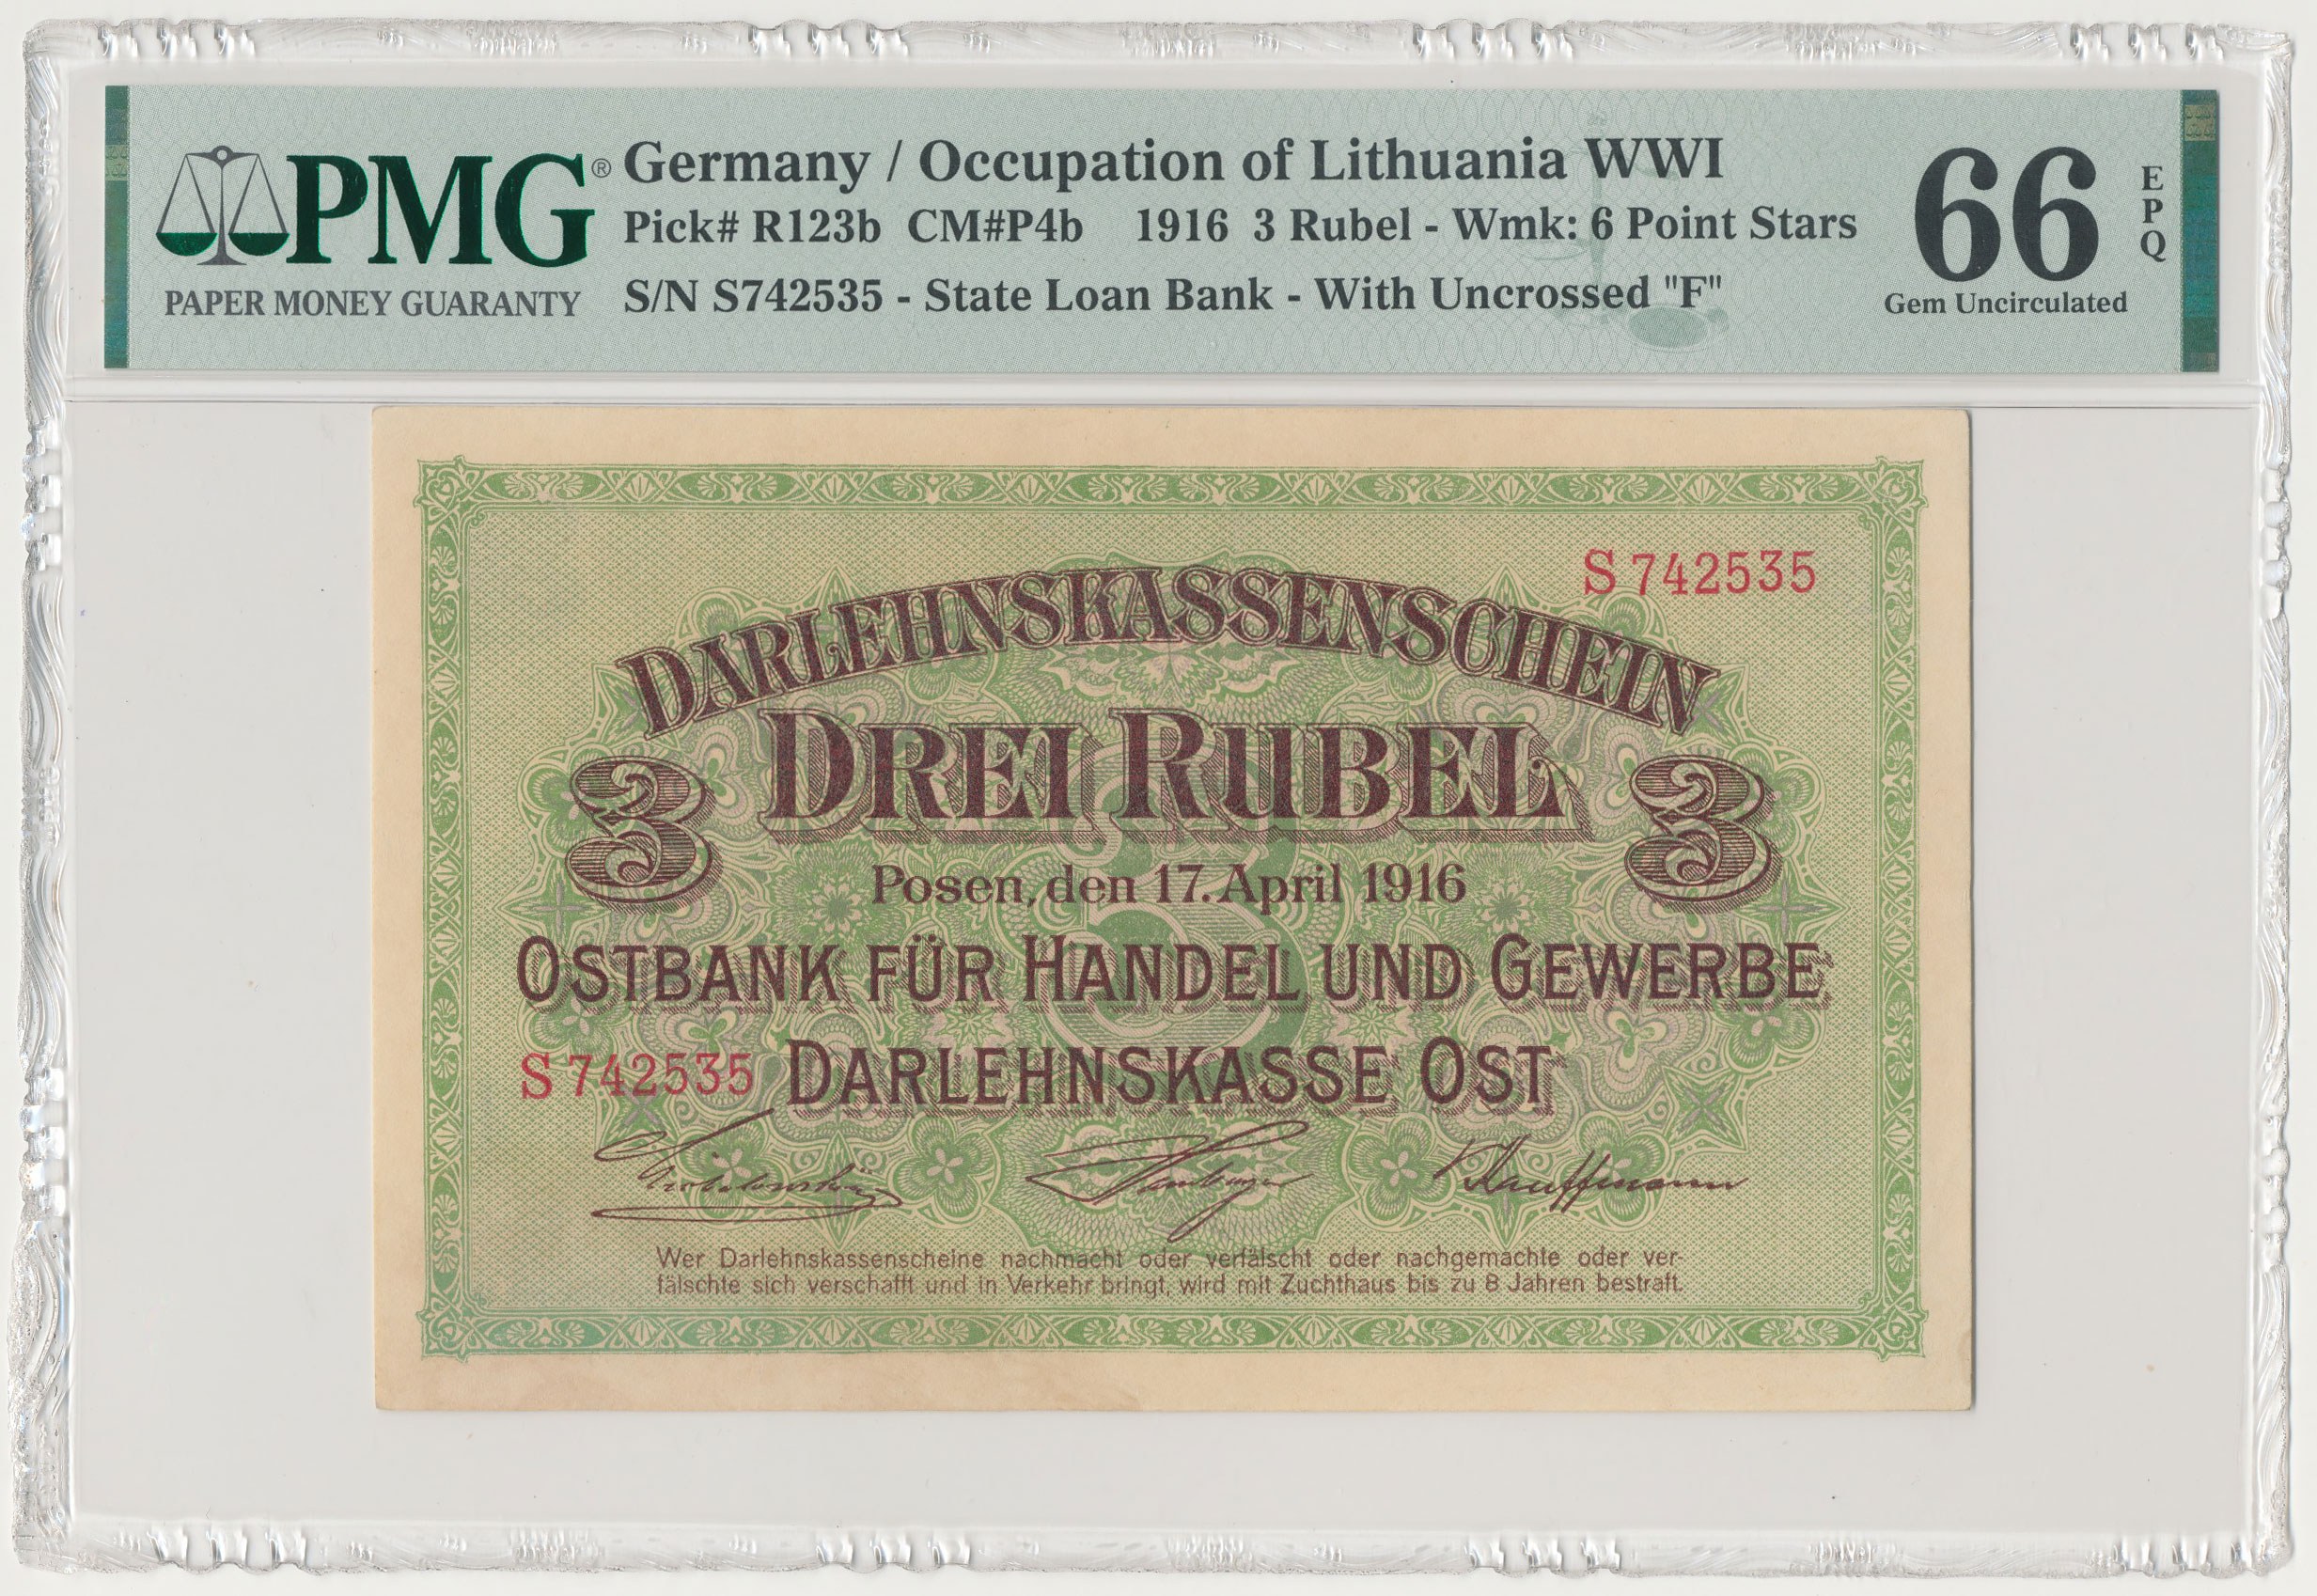 PMG®
PAPER MONEY GUARANTY
Germany / Occupation of Lithuania WWI
Pick# R123b CM#P4b 1916 3 Rubel - Wmk: 6 Point Stars
S/N S742535 - State Loan Bank - With Uncrossed "F"
66 EPQ
Gem Uncirculated
S 742535
DARLEHNSKASSENSCHEIN
3 DREI RUBEL 3
Posen, den 17. April 1916
OSTBANK FÜR HANDEL UND GEWERBE
S 742535 DARLEHNSKASSE OST
Kauffmann
Wer Darlehnskassenscheine nachmacht oder verfälscht oder nachgemachte oder ver-
fälschte sich verschafft und in Verkehr bringt, wird mit Zuchthaus bis zu 8 Jahren bestraft.